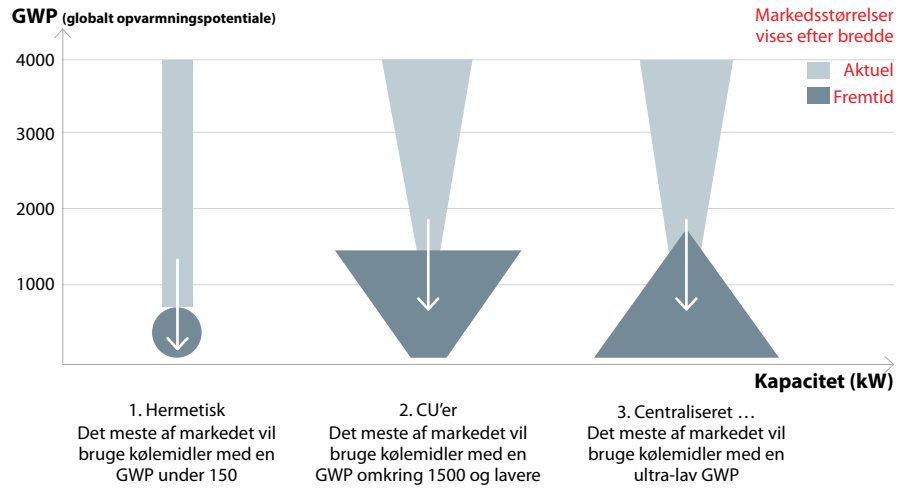 GWP (globalt opvarmningspotentiale)
Markedsstørrelser
vises efter bredde
Aktuel
Fremtid
4000
3000
2000
1000
Kapacitet (kW)
1. Hermetisk
Det meste af markedet vil
bruge kølemidler med en
GWP under 150
2. CU’er
Det meste af markedet vil
bruge kølemidler med en
GWP omkring 1500 og lavere
3. Centraliseret …
Det meste af markedet vil
bruge kølemidler med en
ultra-lav GWP